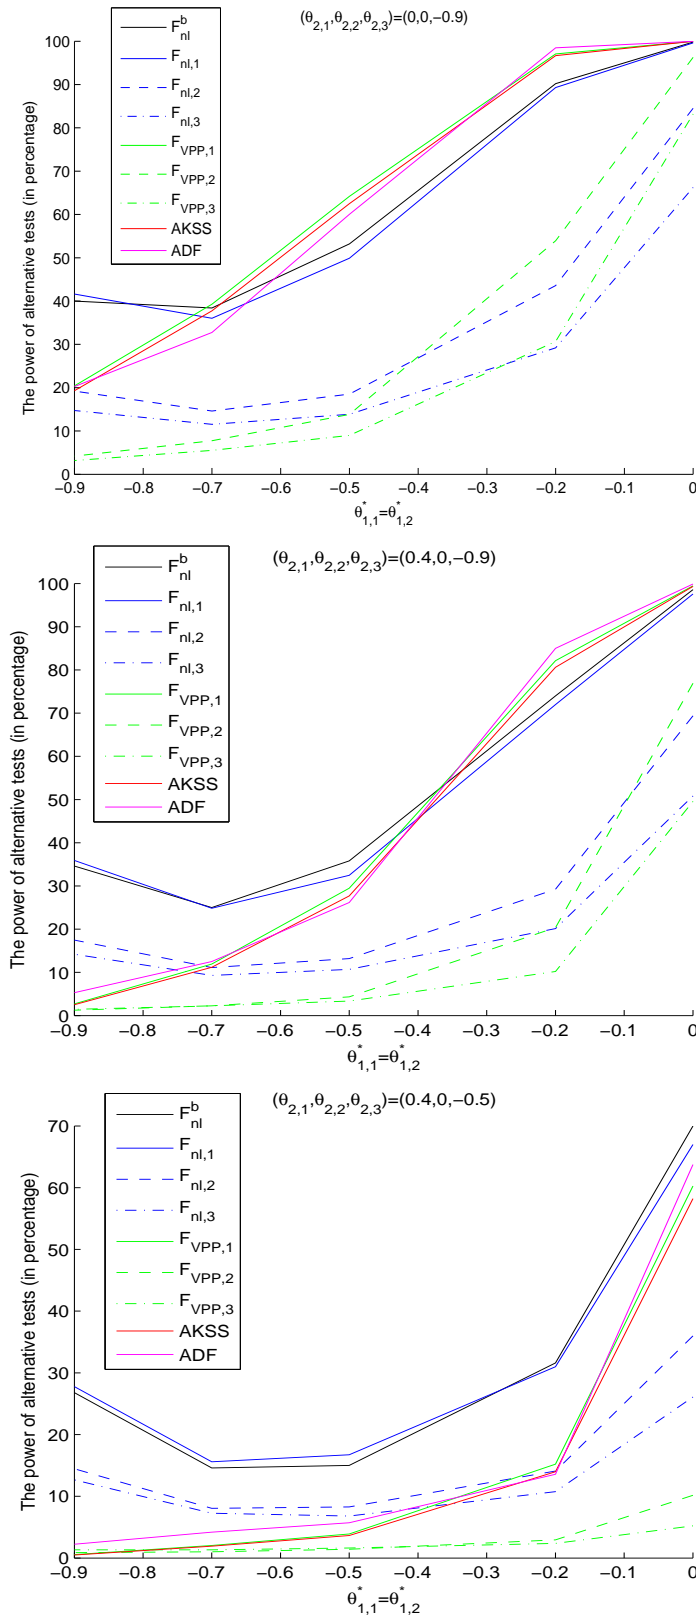 (θ2,1,θ2,2,θ2,3)=(0,0,−0.9)
The power of alternative tests (in percentage)
100
90
80
70
60
50
40
30
20
10
0
F^b_nl
F_nl,1
F_nl,2
F_nl,3
F_VPP,1
F_VPP,2
F_VPP,3
AKSS
ADF
−0.9 −0.8 −0.7 −0.6 −0.5 −0.4 −0.3 −0.2 −0.1 0
θ*1,1=θ*1,2
(θ2,1,θ2,2,θ2,3)=(0.4,0,−0.9)
The power of alternative tests (in percentage)
100
90
80
70
60
50
40
30
20
10
0
F^b_nl
F_nl,1
F_nl,2
F_nl,3
F_VPP,1
F_VPP,2
F_VPP,3
AKSS
ADF
−0.9 −0.8 −0.7 −0.6 −0.5 −0.4 −0.3 −0.2 −0.1 0
θ*1,1=θ*1,2
(θ2,1,θ2,2,θ2,3)=(0.4,0,−0.5)
The power of alternative tests (in percentage)
70
60
50
40
30
20
10
0
F^b_nl
F_nl,1
F_nl,2
F_nl,3
F_VPP,1
F_VPP,2
F_VPP,3
AKSS
ADF
−0.9 −0.8 −0.7 −0.6 −0.5 −0.4 −0.3 −0.2 −0.1 0
θ*1,1=θ*1,2